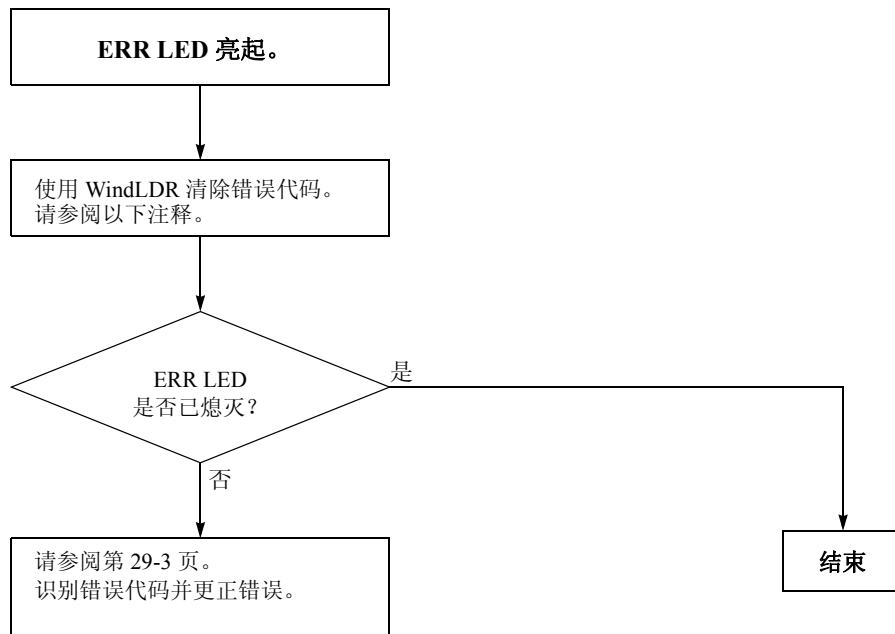 ERR LED 亮起。
使用 WindLDR 清除错误代码。
请参阅以下注释。
ERR LED
是否已熄灭？
是
否
请参阅第 29-3 页。
识别错误代码并更正错误。
结束